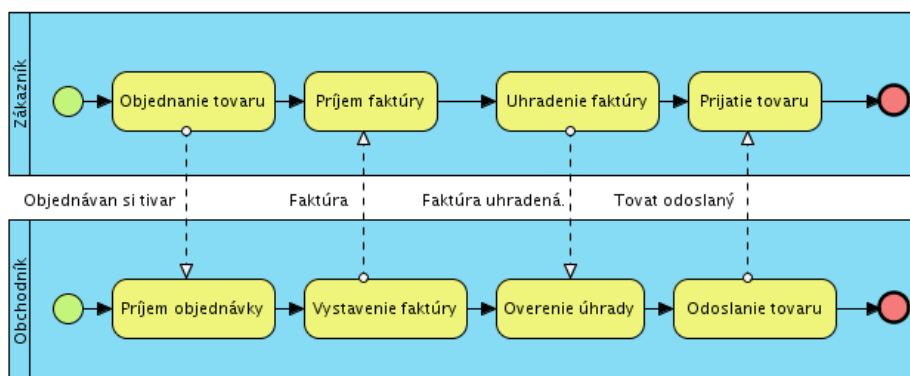 Zákazník
Objednanie tovaru
Príjem faktúry
Uhradenie faktúry
Prijatie tovaru
Objednávan si tivar
Faktúra
Faktúra uhradená.
Tovat odoslaný
Obchodník
Príjem objednávky
Vystavenie faktúry
Overenie úhrady
Odoslanie tovaru